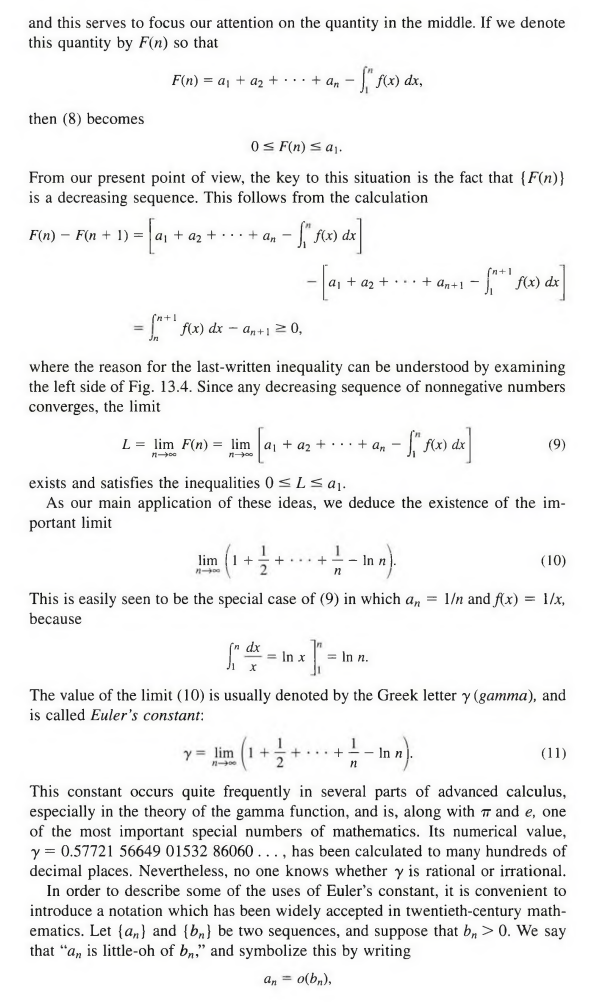 and this serves to focus our attention on the quantity in the middle. If we denote
this quantity by F(n) so that
F(n) = a₁ + a₂ + · · · + aₙ − ∫₁ⁿ f(x) dx,
then (8) becomes
0 ≤ F(n) ≤ a₁.
From our present point of view, the key to this situation is the fact that {F(n)}
is a decreasing sequence. This follows from the calculation
F(n) − F(n + 1) = [a₁ + a₂ + · · · + aₙ − ∫₁ⁿ f(x) dx]
− [a₁ + a₂ + · · · + aₙ₊₁ − ∫₁ⁿ⁺¹ f(x) dx]
= ∫ₙⁿ⁺¹ f(x) dx − aₙ₊₁ ≥ 0,
where the reason for the last-written inequality can be understood by examining
the left side of Fig. 13.4. Since any decreasing sequence of nonnegative numbers
converges, the limit
L = lim_{n→∞} F(n) = lim_{n→∞} [a₁ + a₂ + · · · + aₙ − ∫₁ⁿ f(x) dx] (9)
exists and satisfies the inequalities 0 ≤ L ≤ a₁.
As our main application of these ideas, we deduce the existence of the im-
portant limit
lim_{n→∞} (1 + 1/2 + · · · + 1/n − ln n). (10)
This is easily seen to be the special case of (9) in which aₙ = 1/n and f(x) = 1/x,
because
∫₁ⁿ dx/x = ln x ]₁ⁿ = ln n.
The value of the limit (10) is usually denoted by the Greek letter γ (gamma), and
is called Euler's constant:
γ = lim_{n→∞} (1 + 1/2 + · · · + 1/n − ln n). (11)
This constant occurs quite frequently in several parts of advanced calculus,
especially in the theory of the gamma function, and is, along with π and e, one
of the most important special numbers of mathematics. Its numerical value,
γ = 0.57721 56649 01532 86060 . . . , has been calculated to many hundreds of
decimal places. Nevertheless, no one knows whether γ is rational or irrational.
In order to describe some of the uses of Euler's constant, it is convenient to
introduce a notation which has been widely accepted in twentieth-century math-
ematics. Let {aₙ} and {bₙ} be two sequences, and suppose that bₙ > 0. We say
that "aₙ is little-oh of bₙ," and symbolize this by writing
aₙ = o(bₙ),